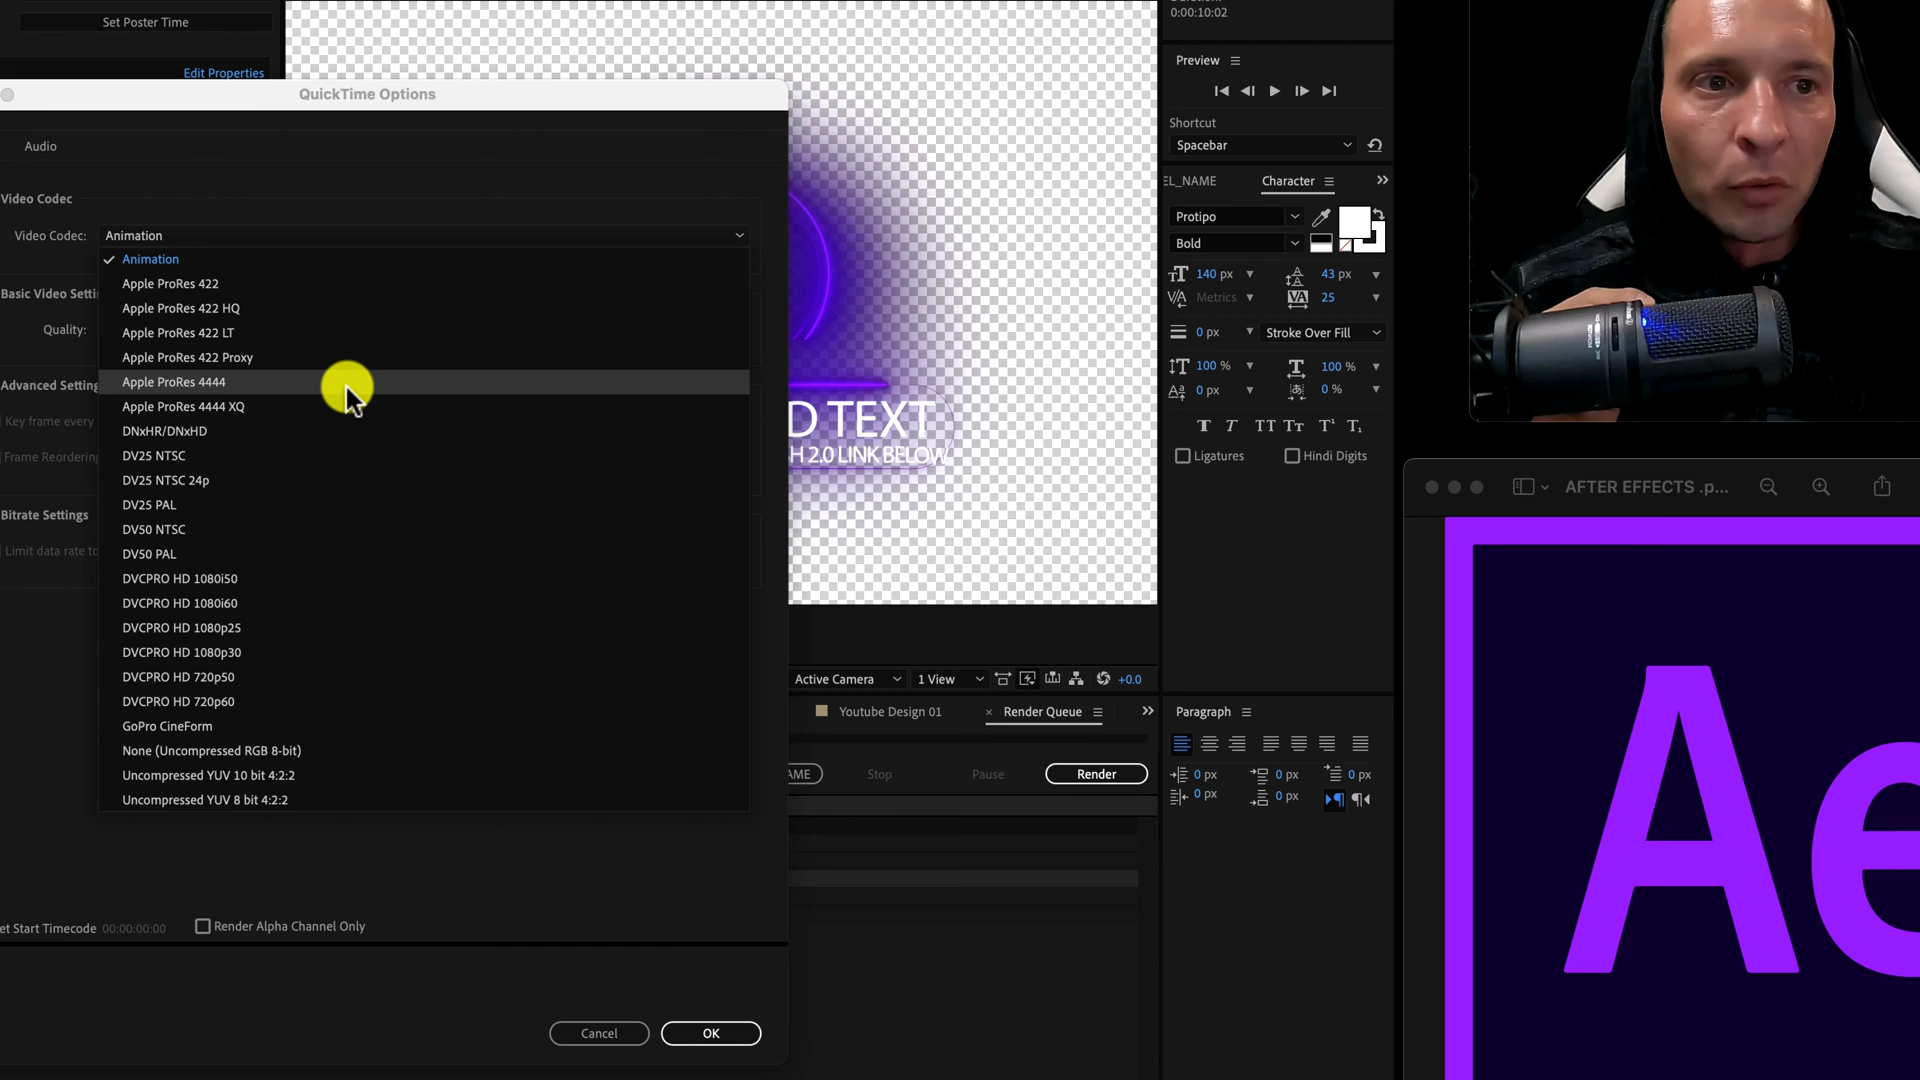 Set Poster Time
Edit Properties
QuickTime Options
Audio
Video Codec
Video Codec: Animation
Animation
Apple ProRes 422
Apple ProRes 422 HQ
Apple ProRes 422 LT
Apple ProRes 422 Proxy
Apple ProRes 4444
Apple ProRes 4444 XQ
DNxHR/DNxHD
DV25 NTSC
DV25 NTSC 24p
DV25 PAL
DV50 NTSC
DV50 PAL
DVCPRO HD 1080i50
DVCPRO HD 1080i60
DVCPRO HD 1080p25
DVCPRO HD 1080p30
DVCPRO HD 720p50
DVCPRO HD 720p60
GoPro CineForm
None (Uncompressed RGB 8-bit)
Uncompressed YUV 10 bit 4:2:2
Uncompressed YUV 8 bit 4:2:2
Basic Video Setti
Quality:
Advanced Setting
Key frame every
Frame Reordering
Bitrate Settings
Limit data rate to
et Start Timecode 00:00:00:00
Render Alpha Channel Only
Cancel OK
D TEXT
SH 2.0 LINK BELOW
Active Camera 1 View +0.0
Youtube Design 01 × Render Queue
AME Stop Pause Render
0:00:10:02
Preview
Shortcut
Spacebar
EL_NAME Character
Protipo
Bold
140 px 43 px
Metrics 25
0 px Stroke Over Fill
100 % 100 %
0 px 0 %
Ligatures Hindi Digits
Paragraph
0 px 0 px 0 px
0 px 0 px
AFTER EFFECTS .p...
Ae